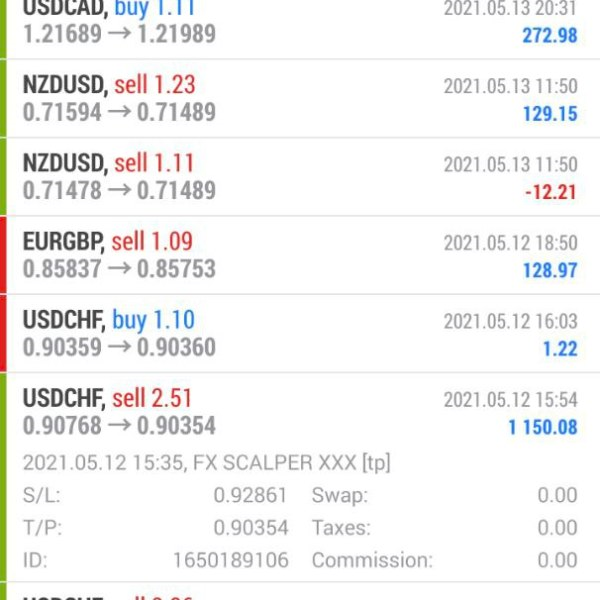 USDCAD, buy 1.11 2021.05.13 20:31
1.21689 → 1.21989 272.98
NZDUSD, sell 1.23 2021.05.13 11:50
0.71594 → 0.71489 129.15
NZDUSD, sell 1.11 2021.05.13 11:50
0.71478 → 0.71489 -12.21
EURGBP, sell 1.09 2021.05.12 18:50
0.85837 → 0.85753 128.97
USDCHF, buy 1.10 2021.05.12 16:03
0.90359 → 0.90360 1.22
USDCHF, sell 2.51 2021.05.12 15:54
0.90768 → 0.90354 1 150.08
2021.05.12 15:35, FX SCALPER XXX [tp]
S/L: 0.92861 Swap: 0.00
T/P: 0.90354 Taxes: 0.00
ID: 1650189106 Commission: 0.00